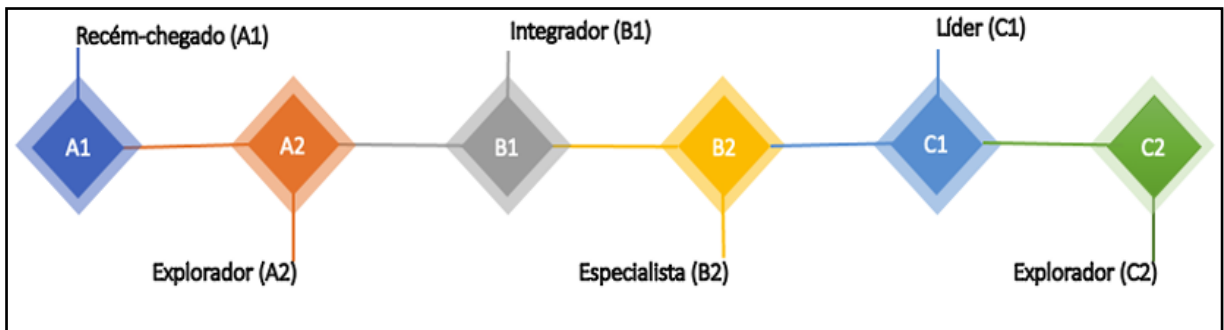 Recém-chegado (A1)
Integrador (B1)
Líder (C1)
A1
A2
B1
B2
C1
C2
Explorador (A2)
Especialista (B2)
Explorador (C2)